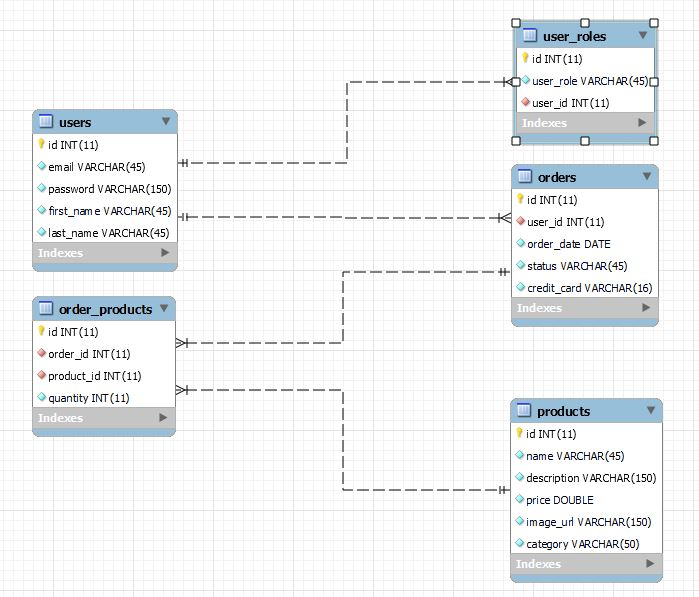 users
id INT(11)
email VARCHAR(45)
password VARCHAR(150)
first_name VARCHAR(45)
last_name VARCHAR(45)
Indexes
user_roles
id INT(11)
user_role VARCHAR(45)
user_id INT(11)
Indexes
orders
id INT(11)
user_id INT(11)
order_date DATE
status VARCHAR(45)
credit_card VARCHAR(16)
Indexes
order_products
id INT(11)
order_id INT(11)
product_id INT(11)
quantity INT(11)
Indexes
products
id INT(11)
name VARCHAR(45)
description VARCHAR(150)
price DOUBLE
image_url VARCHAR(150)
category VARCHAR(50)
Indexes